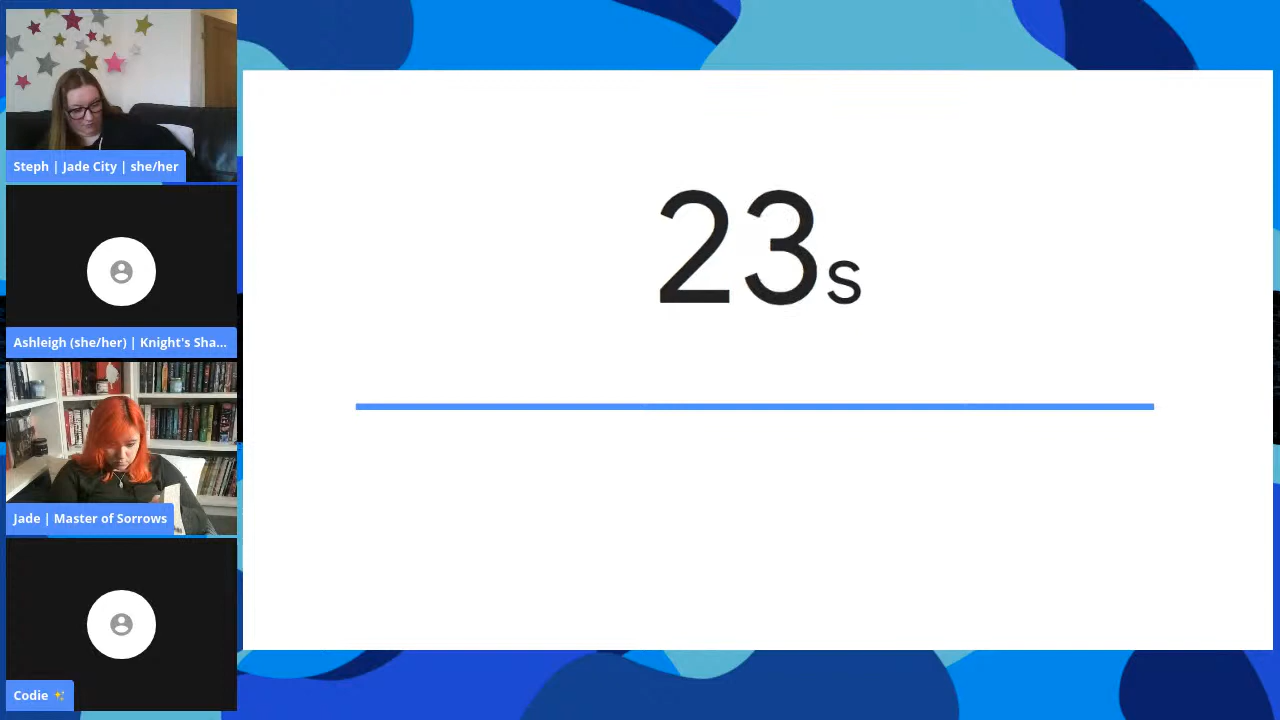 Steph | Jade City | she/her
Ashleigh (she/her) | Knight's Sha...
Jade | Master of Sorrows
Codie ✨
23s